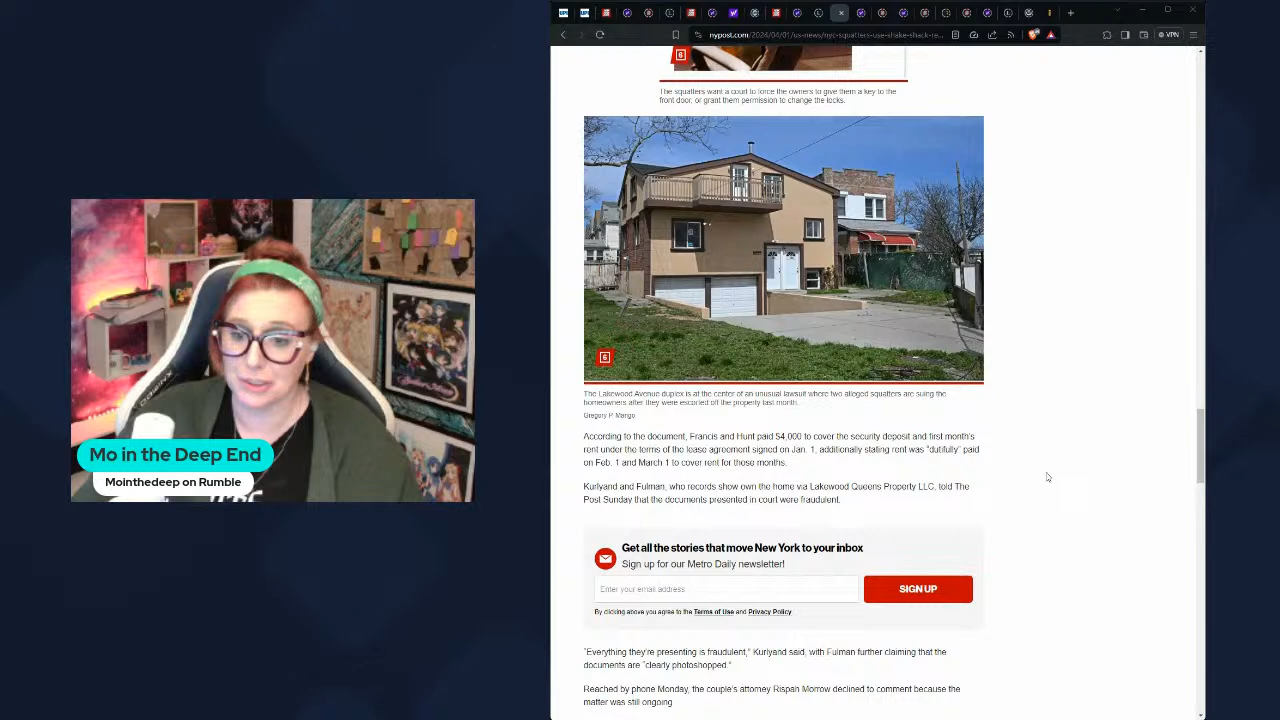 nypost.com/2024/04/01/us-news/nyc-squatters-use-shake-shack-re...
VPN
6
The squatters want a court to force the owners to give them a key to the
front door, or grant them permission to change the locks.
6
The Lakewood Avenue duplex is at the center of an unusual lawsuit where two alleged squatters are suing the
homeowners after they were escorted off the property last month.
Gregory P. Mango
According to the document, Francis and Hunt paid $4,000 to cover the security deposit and first month's
rent under the terms of the lease agreement signed on Jan. 1, additionally stating rent was "dutifully" paid
on Feb. 1 and March 1 to cover rent for those months.
Kurlyand and Fulman, who records show own the home via Lakewood Queens Property LLC, told The
Post Sunday that the documents presented in court were fraudulent.
Get all the stories that move New York to your inbox
Sign up for our Metro Daily newsletter!
Enter your email address
SIGN UP
By clicking above you agree to the Terms of Use and Privacy Policy.
"Everything they're presenting is fraudulent," Kurlyand said, with Fulman further claiming that the
documents are "clearly photoshopped."
Reached by phone Monday, the couple's attorney Rispah Morrow declined to comment because the
matter was still ongoing
Mo in the Deep End
Mointhedeep on Rumble